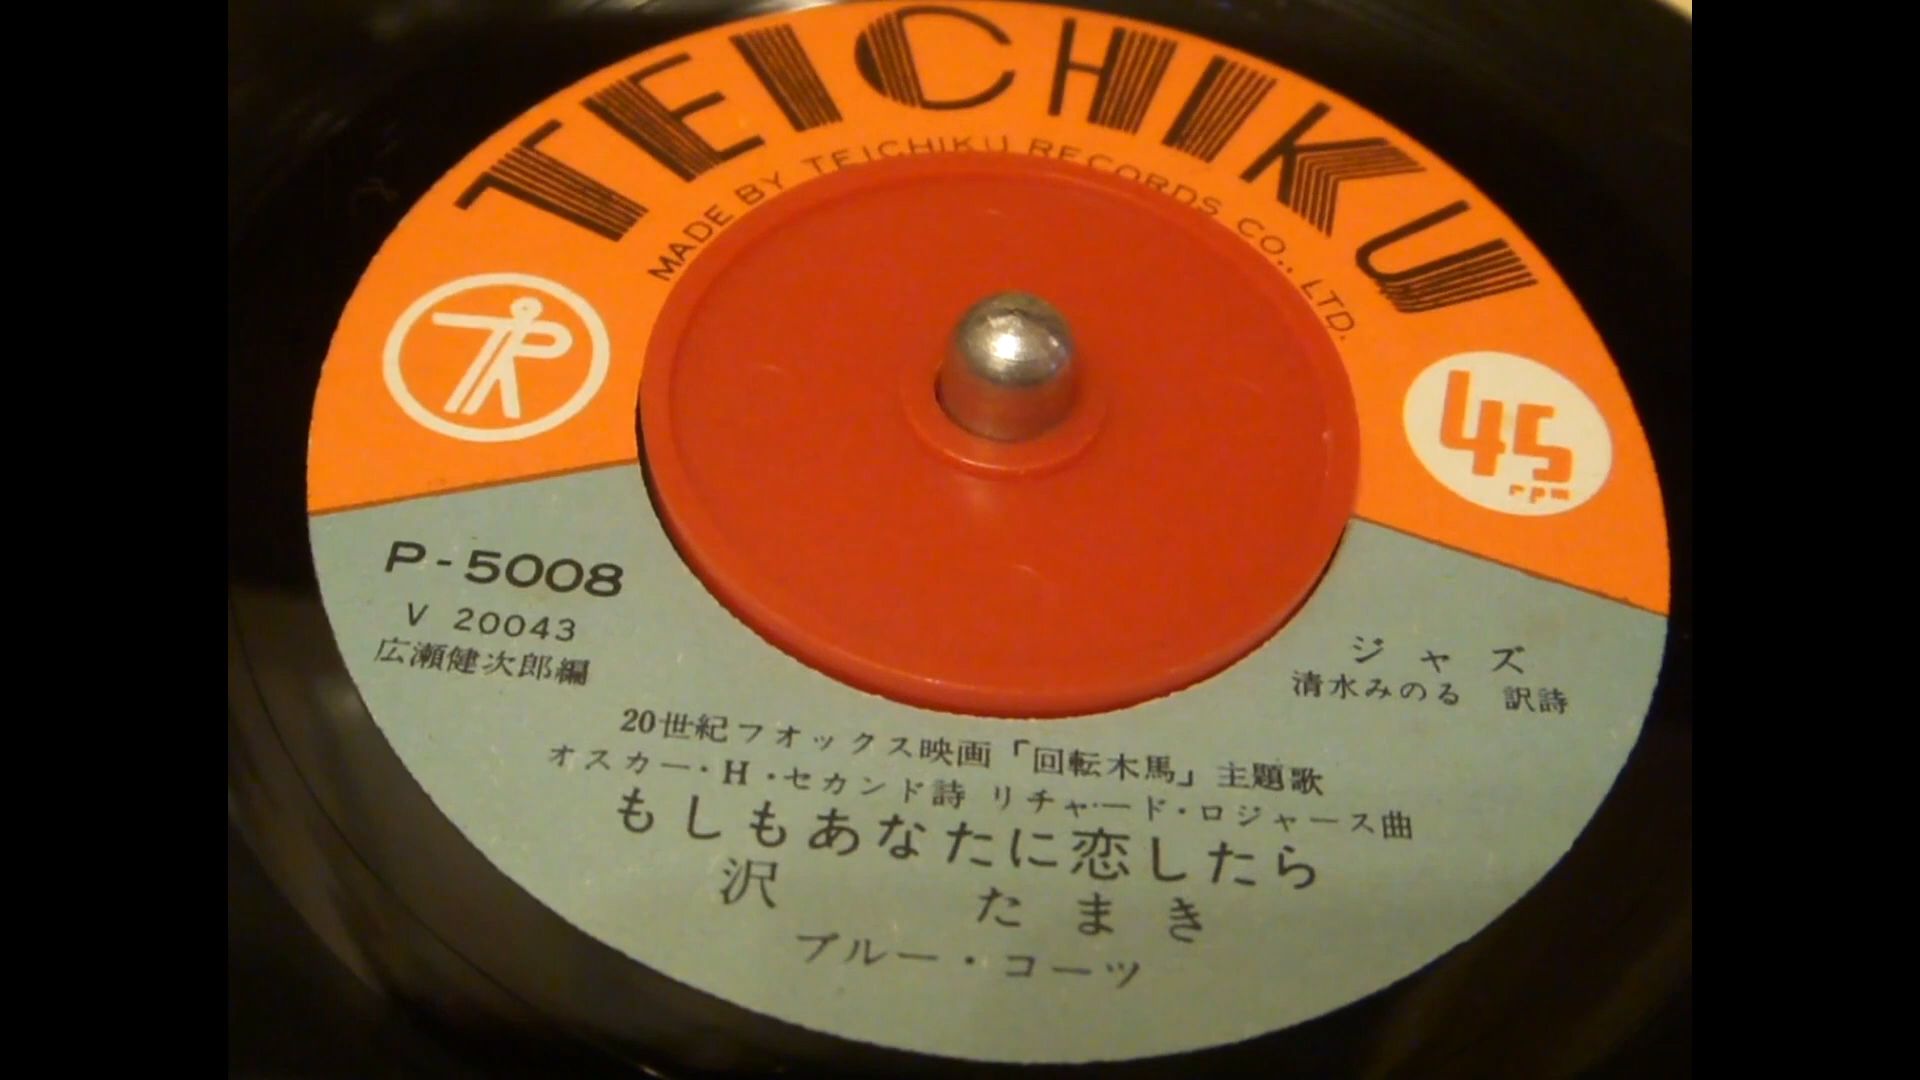 TEICHIKU
MADE BY TEICHIKU RECORDS CO., LTD.
TR
45
rpm
P-5008
V 20043
広瀬健次郎編
ジャズ
清水みのる 訳詩
20世紀フオックス映画「回転木馬」主題歌
オスカー・H・セカンド詩 リチャード・ロジャース曲
もしもあなたに恋したら
沢 たまき
ブルー・コーツ